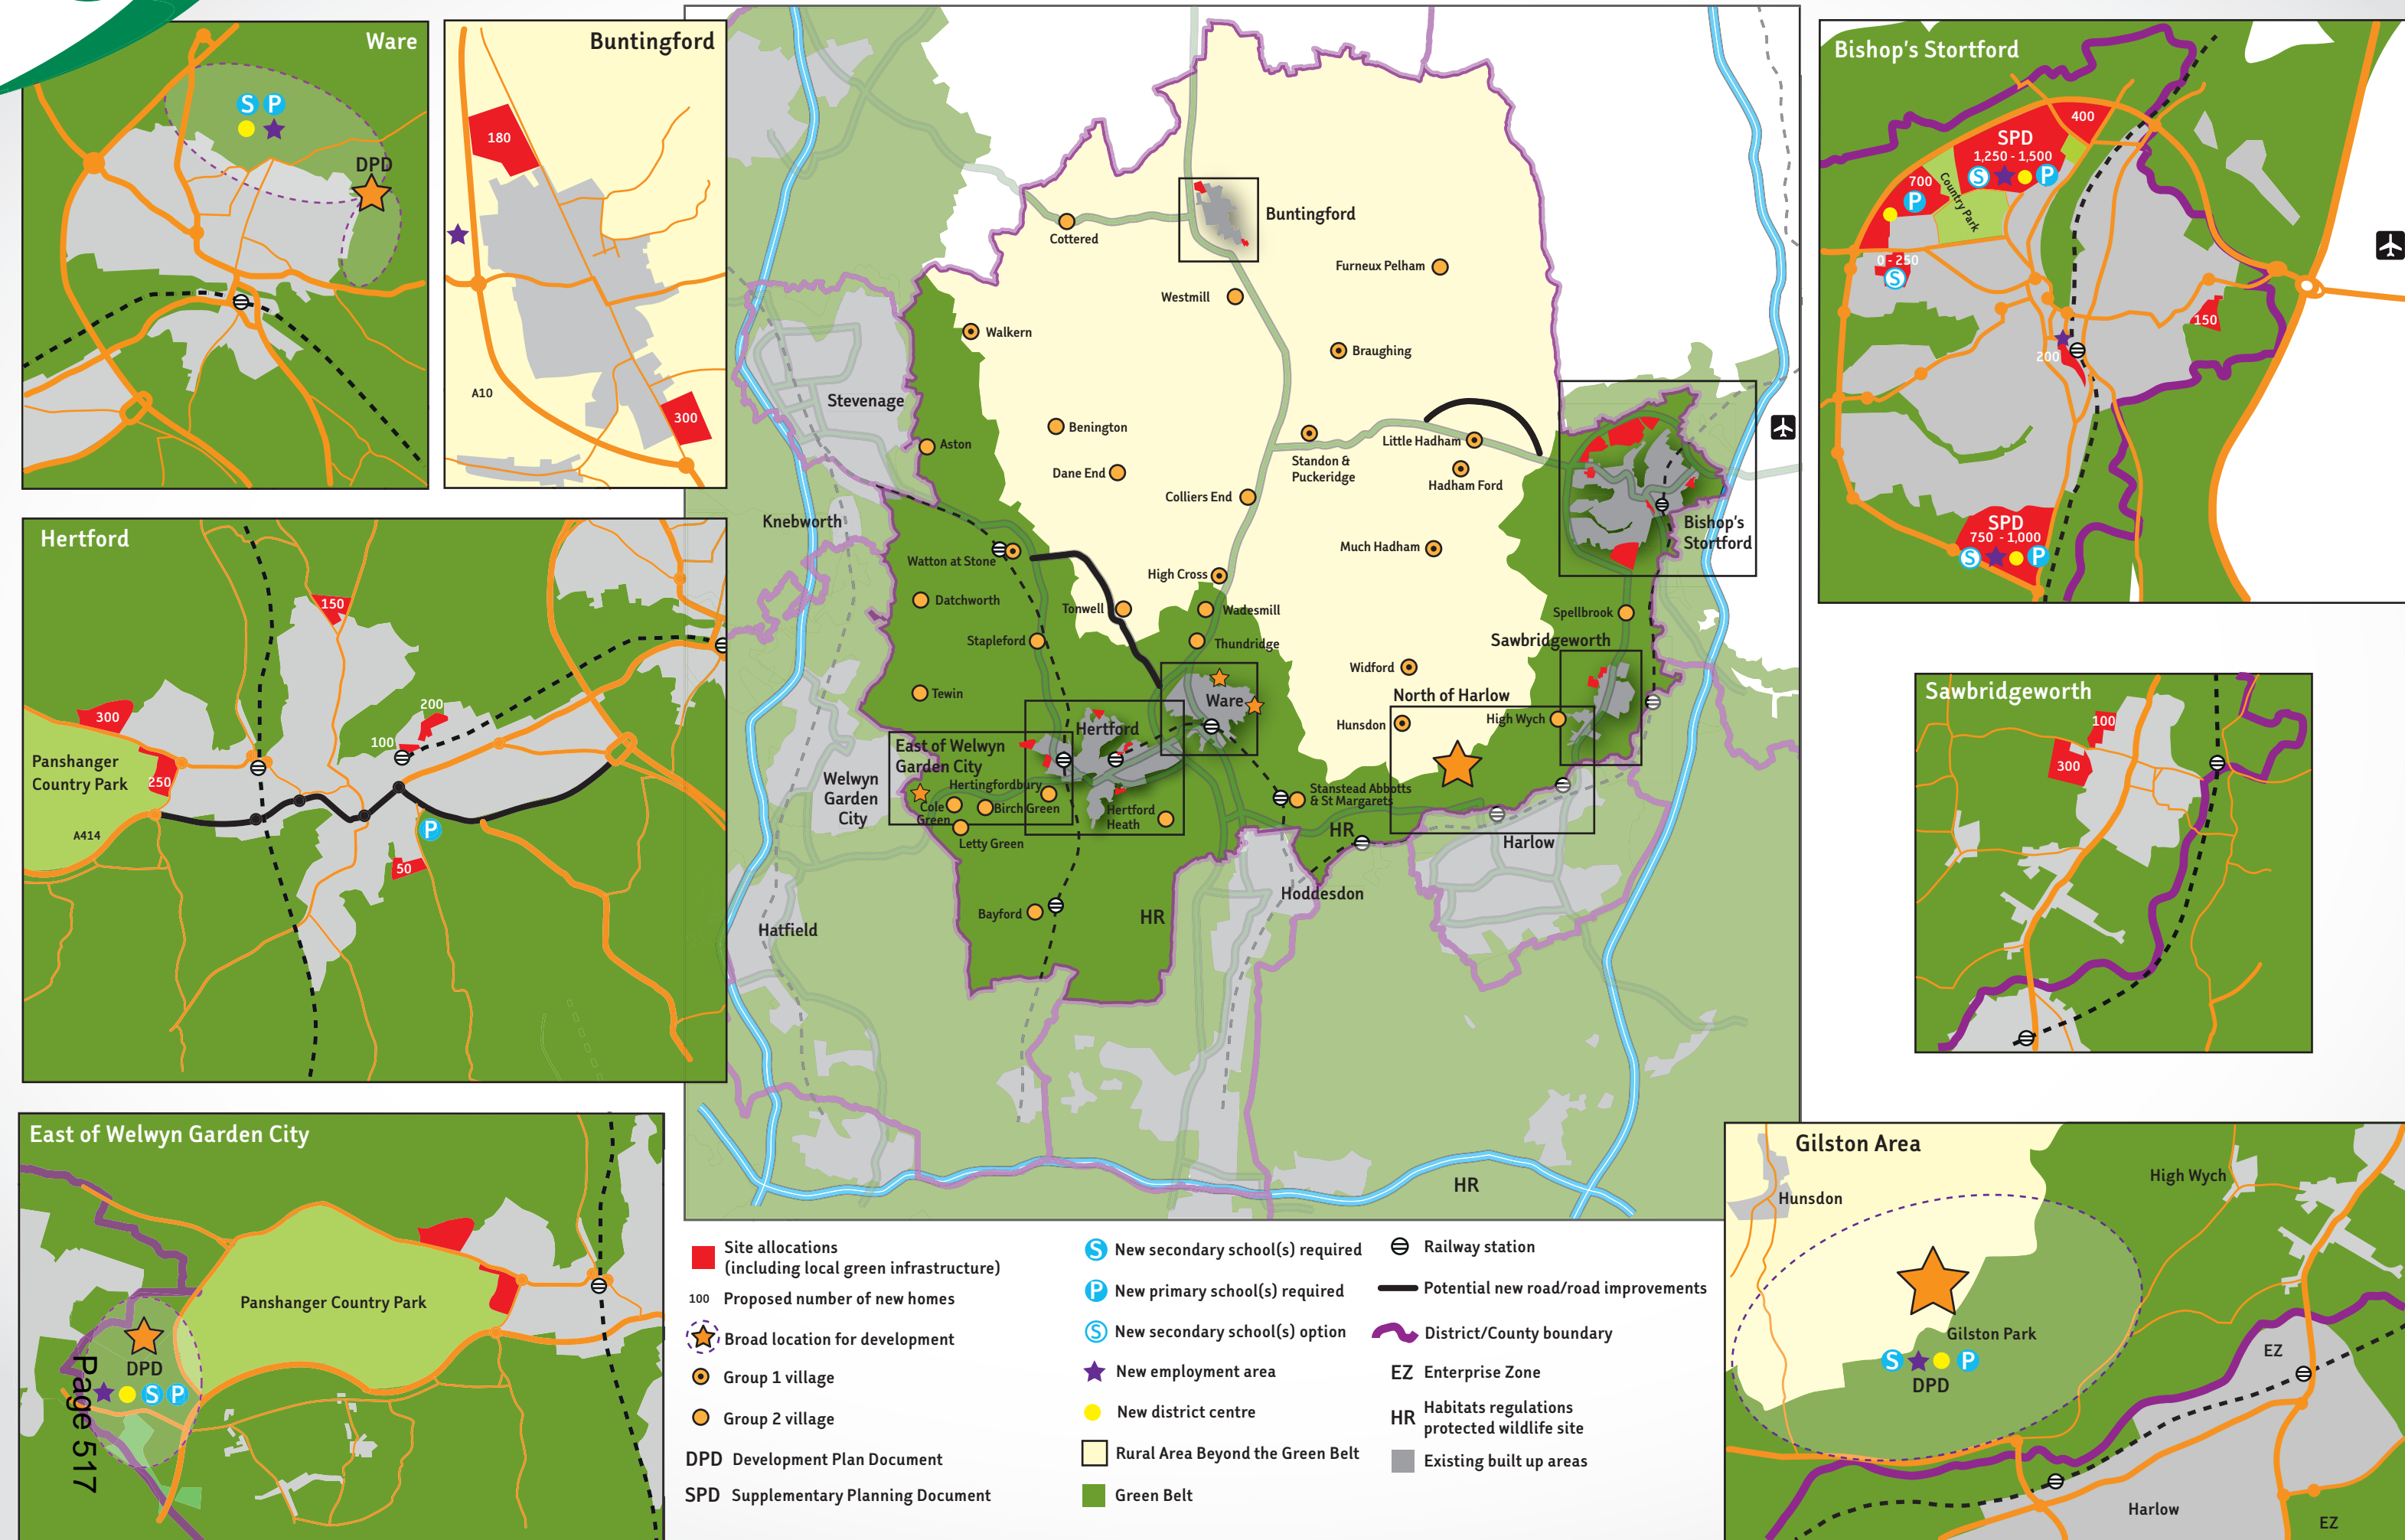 Ware
S P
DPD
Buntingford
180
A10
300
Hertford
150
300
200
100
Panshanger
Country Park
250
A414
P
50
East of Welwyn Garden City
Panshanger Country Park
DPD
S P
Page 517
Buntingford
Cottered
Furneux Pelham
Westmill
Walkern
Braughing
Stevenage
Benington
Aston
Little Hadham
Standon &
Puckeridge
Dane End
Hadham Ford
Colliers End
Knebworth
Bishop's
Stortford
Much Hadham
Watton at Stone
High Cross
Datchworth
Tonwell
Wadesmill
Spellbrook
Stapleford
Thundridge
Sawbridgeworth
Widford
Tewin
North of Harlow
Ware
Hunsdon
High Wych
Hertford
East of Welwyn
Garden City
Welwyn
Garden
City
Hertingfordbury
Cole
Green
Birch Green
Hertford
Heath
Stanstead Abbotts
& St Margarets
Letty Green
HR
Harlow
Hoddesdon
Bayford
HR
Hatfield
HR
Bishop's Stortford
400
SPD
1,250 - 1,500
S P
700
P
Country Park
0 - 250
S
150
200
SPD
750 - 1,000
S P
Sawbridgeworth
100
300
Gilston Area
High Wych
Hunsdon
Gilston Park
S P
DPD
EZ
Harlow
EZ
Site allocations
(including local green infrastructure)
100 Proposed number of new homes
Broad location for development
Group 1 village
Group 2 village
DPD Development Plan Document
SPD Supplementary Planning Document
S New secondary school(s) required
P New primary school(s) required
S New secondary school(s) option
New employment area
New district centre
Rural Area Beyond the Green Belt
Green Belt
Railway station
Potential new road/road improvements
District/County boundary
EZ Enterprise Zone
HR Habitats regulations
protected wildlife site
Existing built up areas